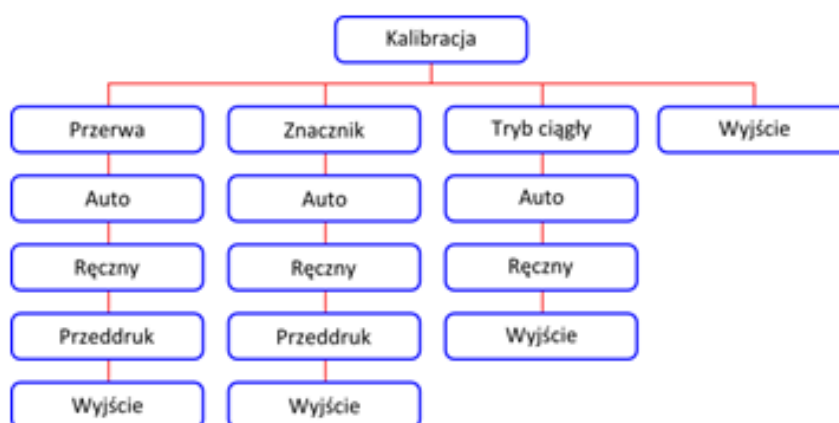 Kalibracja
Przerwa
Znacznik
Tryb ciągły
Wyjście
Auto
Auto
Auto
Ręczny
Ręczny
Ręczny
Przeddruk
Przeddruk
Wyjście
Wyjście
Wyjście